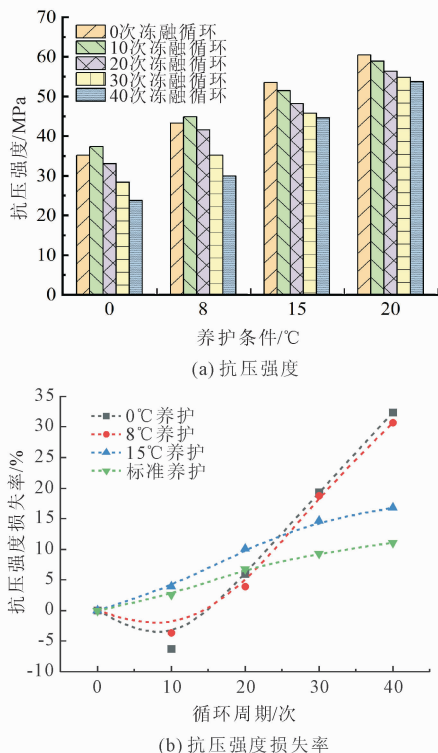 70
60
50
40
30
20
10
0
抗压强度/MPa
0次冻融循环
10次冻融循环
20次冻融循环
30次冻融循环
40次冻融循环
0 8 15 20
养护条件/℃
(a) 抗压强度
35
30
25
20
15
10
5
0
-5
-10
抗压强度损失率/%
0℃养护
8℃养护
15℃养护
标准养护
0 10 20 30 40
循环周期/次
(b) 抗压强度损失率